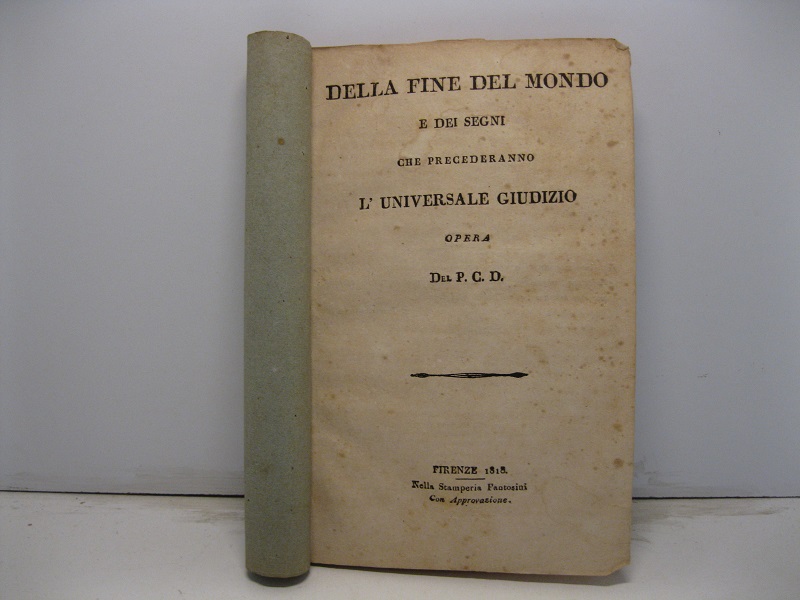 DELLA FINE DEL MONDO
E DEI SEGNI
CHE PRECEDERANNO
L' UNIVERSALE GIUDIZIO
OPERA
DEL P. C. D.
FIRENZE 1818.
Nella Stamperia Fantosini
Con Approvazione.